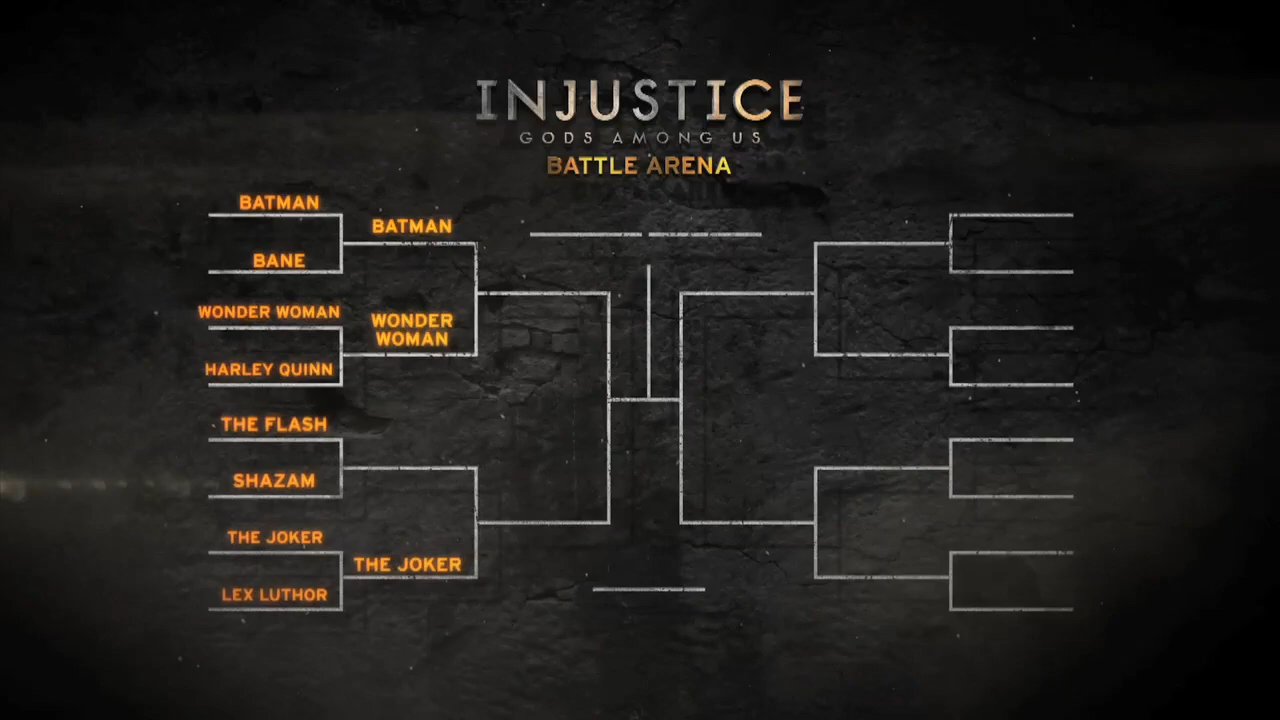 INJUSTICE
GODS AMONG US
BATTLE ARENA
BATMAN
BATMAN
BANE
WONDER WOMAN
WONDER
WOMAN
HARLEY QUINN
THE FLASH
SHAZAM
THE JOKER
THE JOKER
LEX LUTHOR